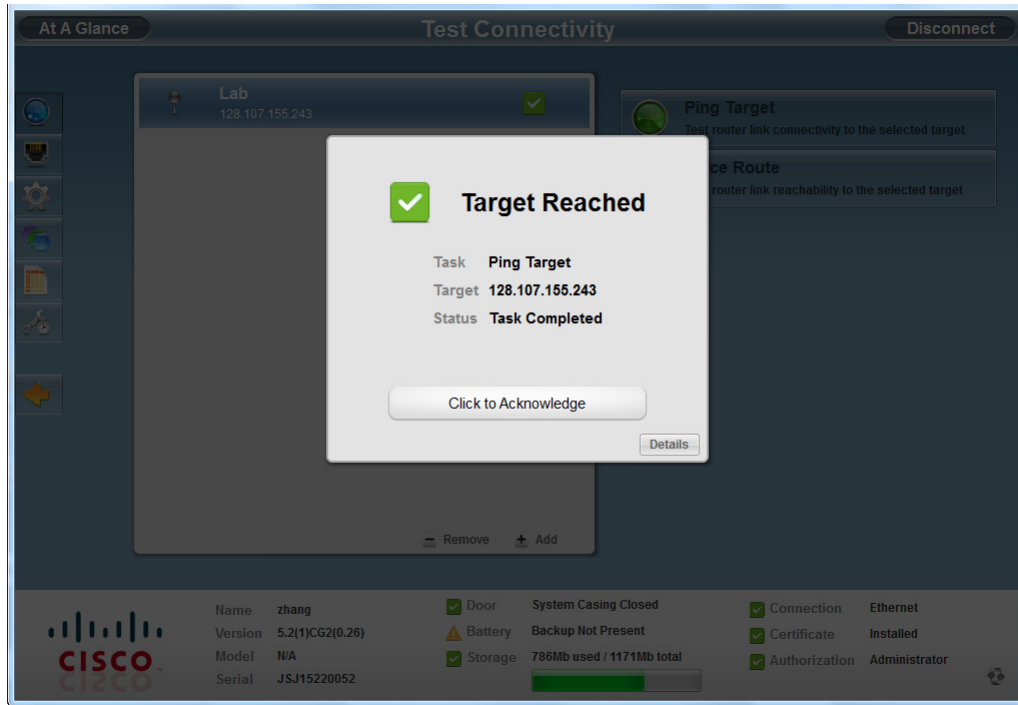 At A Glance
Test Connectivity
Disconnect
Lab
128.107.155.243
Ping Target
Test router link connectivity to the selected target
ce Route
router link reachability to the selected target
Target Reached
Task Ping Target
Target 128.107.155.243
Status Task Completed
Click to Acknowledge
Details
Remove
Add
CISCO
Name zhang
Version 5.2(1)CG2(0.26)
Model N/A
Serial JSJ15220052
Door System Casing Closed
Battery Backup Not Present
Storage 786Mb used / 1171Mb total
Connection Ethernet
Certificate Installed
Authorization Administrator